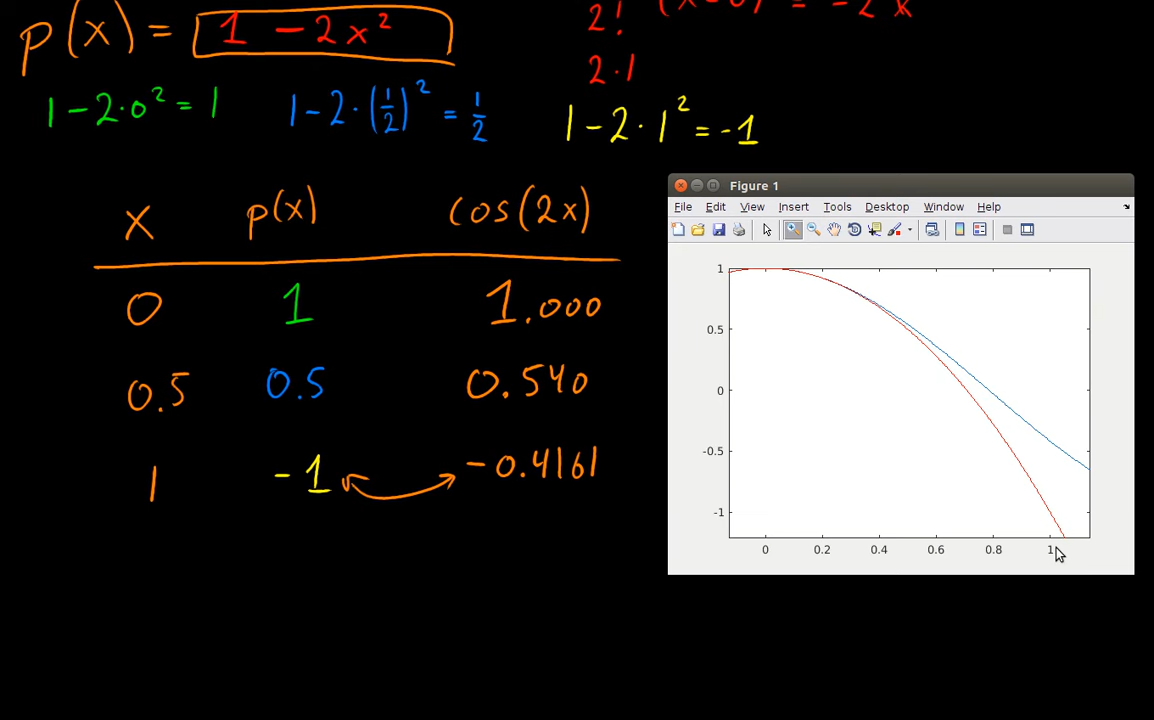 p(x) = 1 - 2x²
2! (x-0) = -2x
2·1
1 - 2·0² = 1
1 - 2·(1/2)² = 1/2
1 - 2·1² = -1
x p(x) cos(2x)
0 1 1.000
0.5 0.5 0.540
1 -1 -0.4161
Figure 1
File Edit View Insert Tools Desktop Window Help
1
0.5
0
-0.5
-1
0 0.2 0.4 0.6 0.8 1